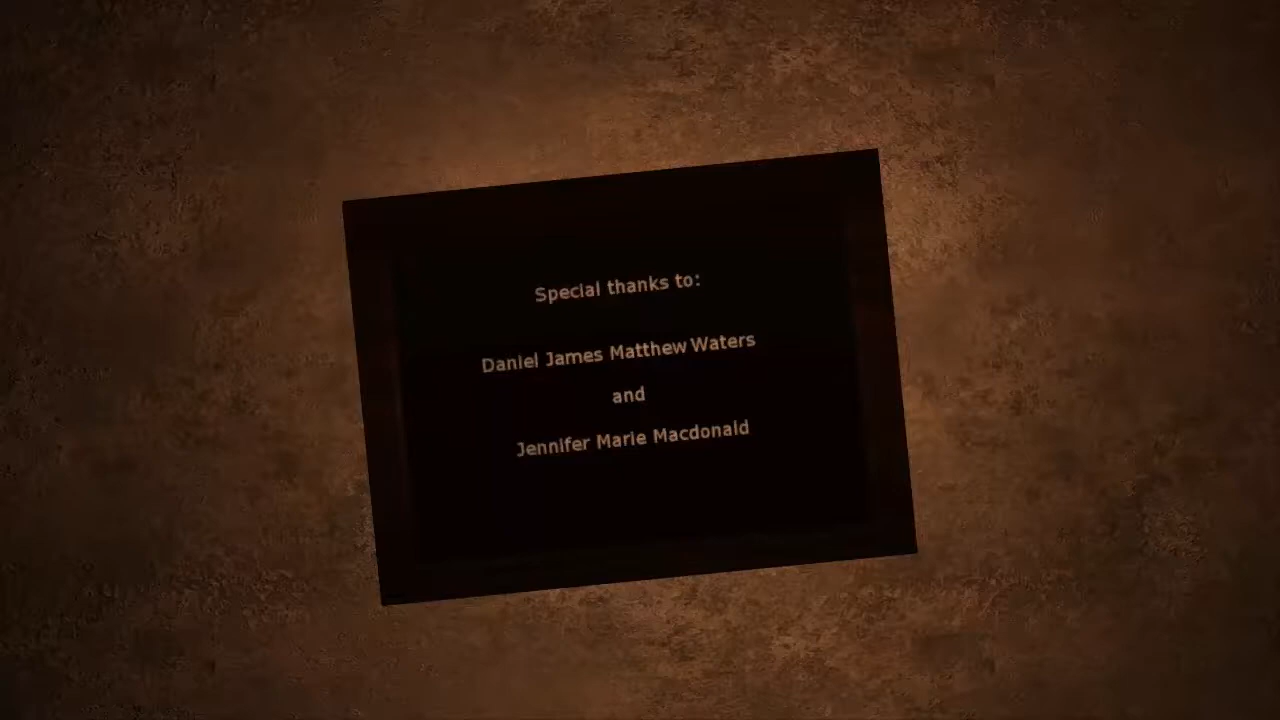 Special thanks to:
Daniel James Matthew Waters
and
Jennifer Marie Macdonald